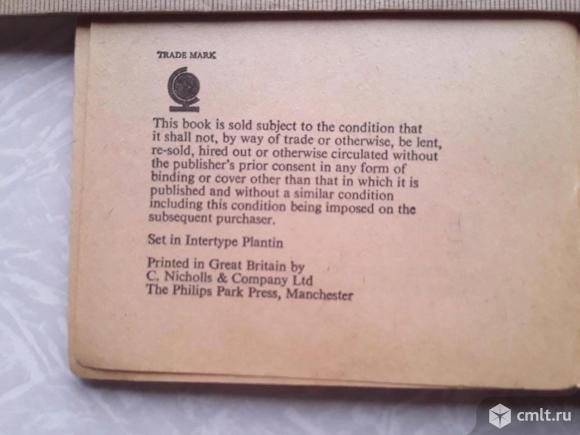 TRADE MARK
This book is sold subject to the condition that
it shall not, by way of trade or otherwise, be lent,
re-sold, hired out or otherwise circulated without
the publisher's prior consent in any form of
binding or cover other than that in which it is
published and without a similar condition
including this condition being imposed on the
subsequent purchaser.
Set in Intertype Plantin
Printed in Great Britain by
C. Nicholls & Company Ltd
The Philips Park Press, Manchester
cmlt.ru